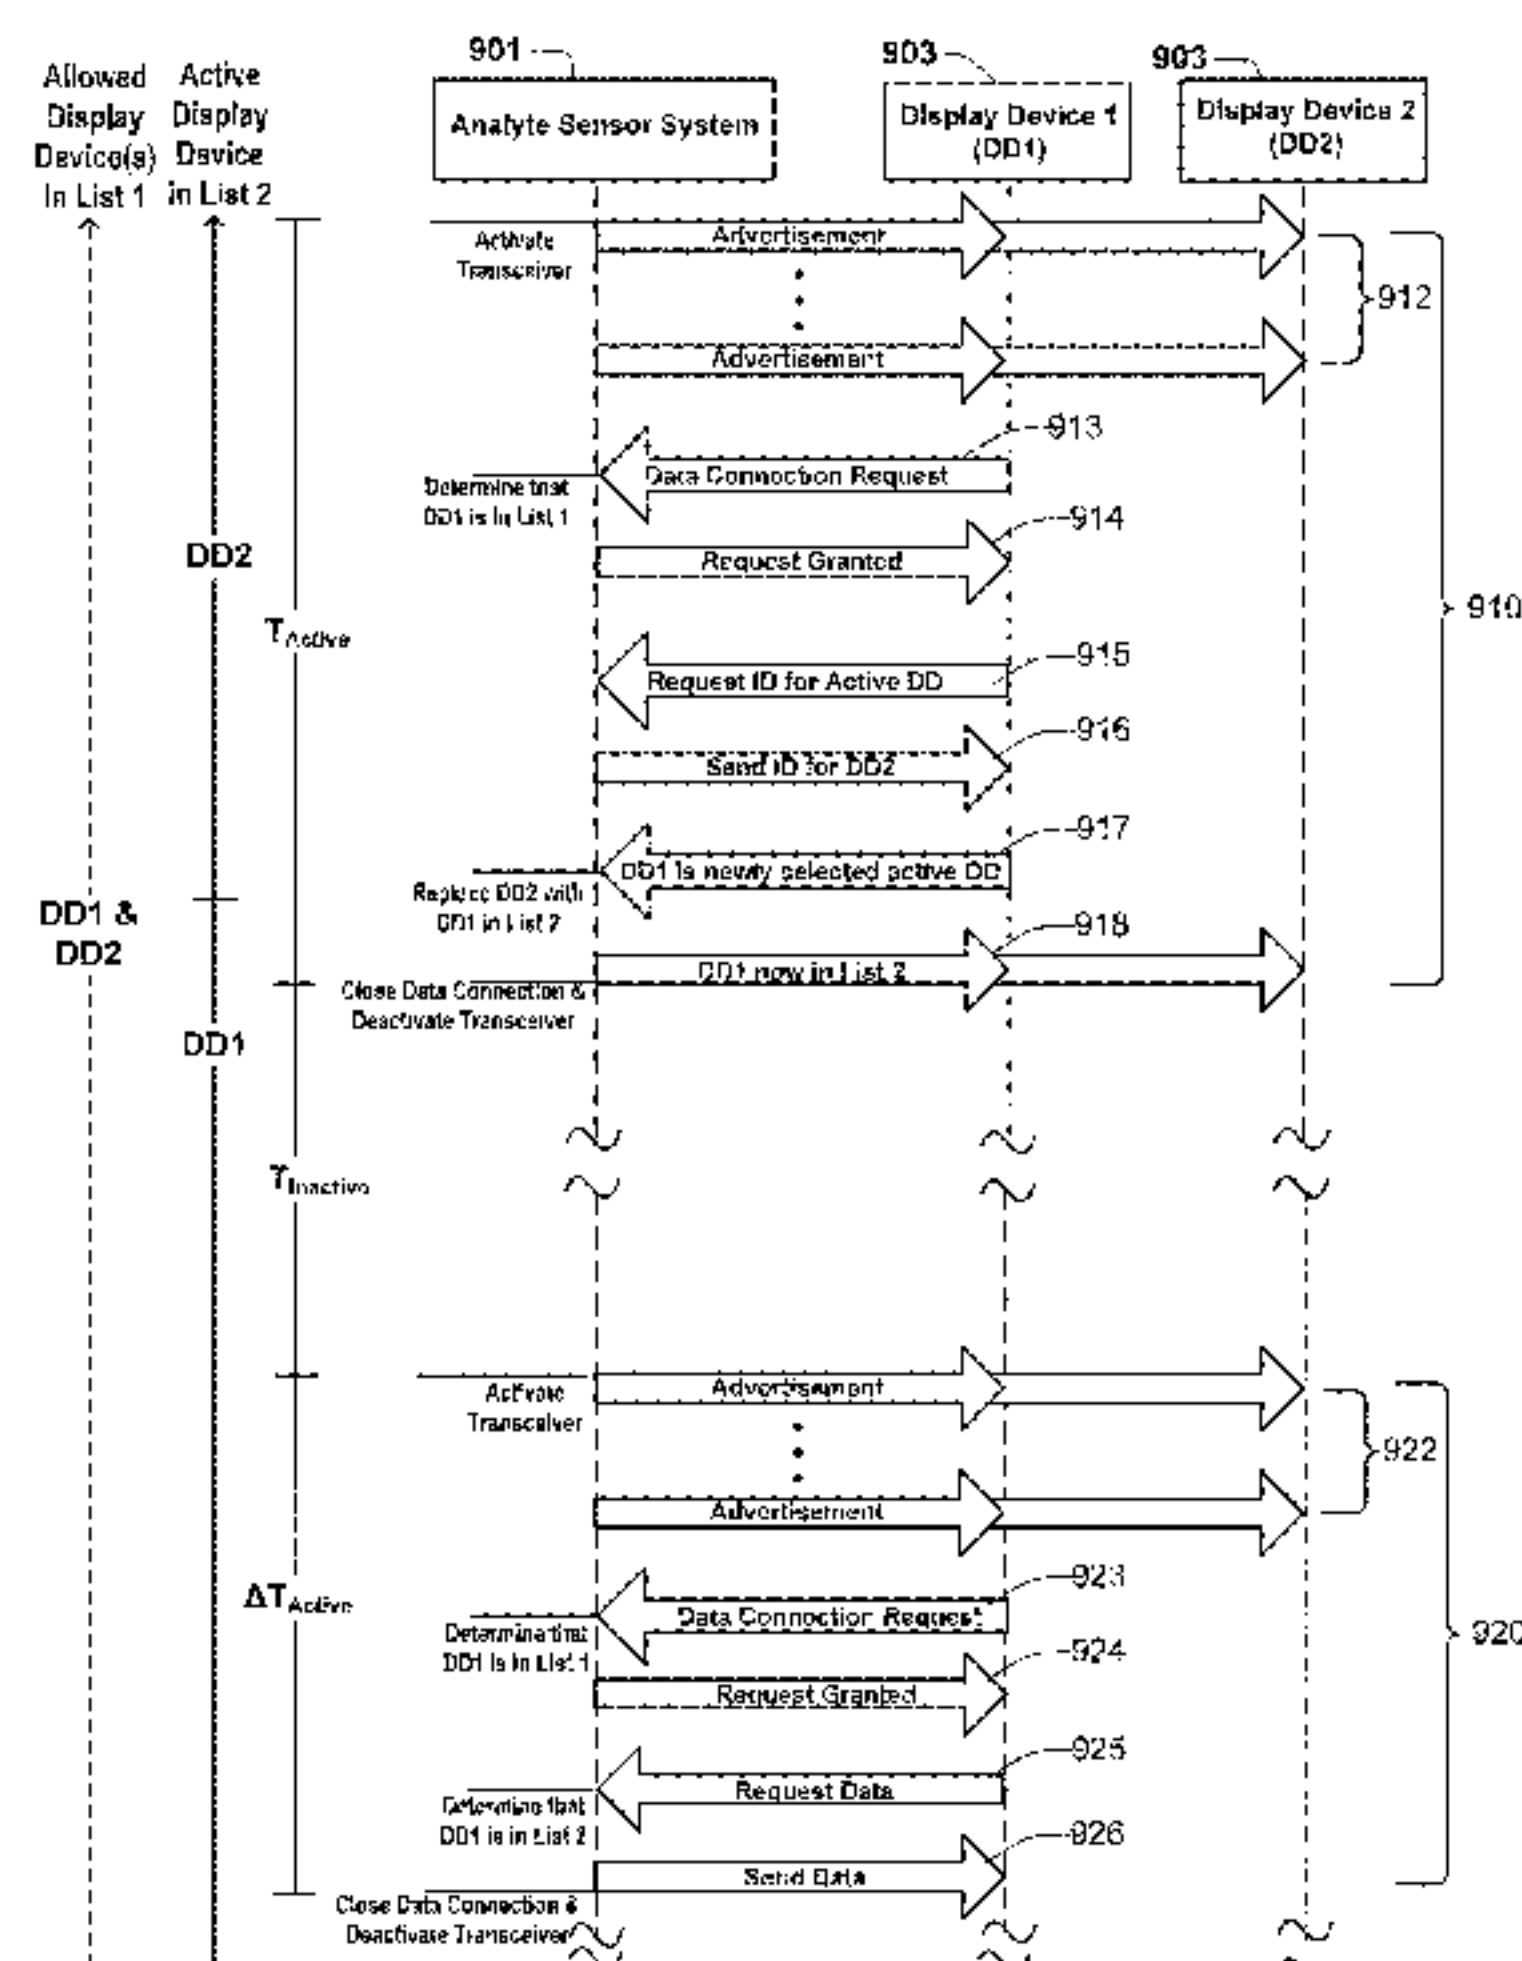 901
903
903
Allowed
Display
Device(s)
In List 1
Active
Display
Device
in List 2
Analyte Sensor System
Display Device 1
(DD1)
Display Device 2
(DD2)
Activate
Transceiver
Advertisement
912
Advertisement
913
Data Connection Request
Determine that
DD1 is in List 1
914
Request Granted
DD2
910
TActive
915
Request ID for Active DD
916
Send ID for DD2
917
DD1 is newly selected active DD
Replace DD2 with
DD1 in List 2
DD1 &
DD2
918
DD1 now in List 2
Close Data Connection &
Deactivate Transceiver
DD1
TInactive
Activate
Transceiver
Advertisement
922
Advertisement
923
Data Connection Request
ΔTActive
Determine that
DD1 is in List 1
924
Request Granted
920
925
Request Data
Determine that
DD1 is in List 2
926
Send Data
Close Data Connection &
Deactivate Transceiver